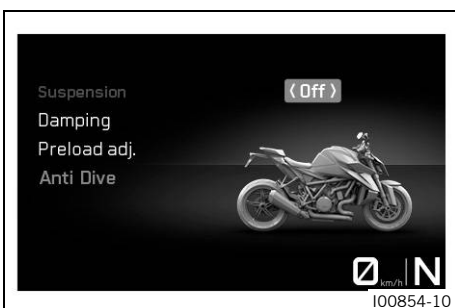 Suspension
‹ Off ›
Damping
Preload adj.
Anti Dive
0 km/h N
I00854-10